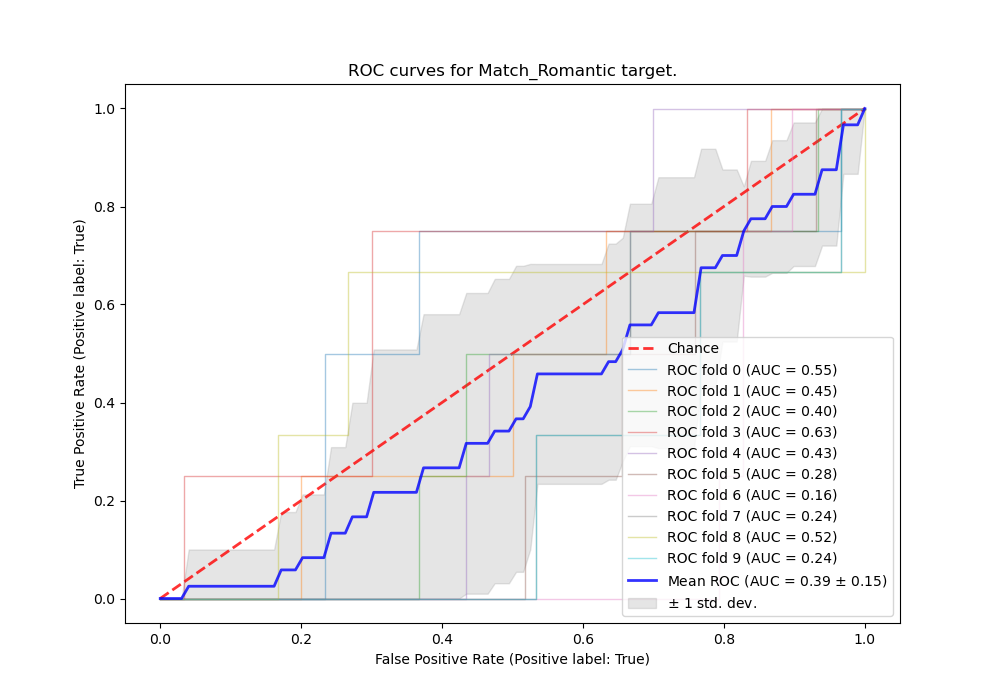 ROC curves for Match_Romantic target.
True Positive Rate (Positive label: True)
1.0
0.8
0.6
0.4
0.2
0.0
Chance
ROC fold 0 (AUC = 0.55)
ROC fold 1 (AUC = 0.45)
ROC fold 2 (AUC = 0.40)
ROC fold 3 (AUC = 0.63)
ROC fold 4 (AUC = 0.43)
ROC fold 5 (AUC = 0.28)
ROC fold 6 (AUC = 0.16)
ROC fold 7 (AUC = 0.24)
ROC fold 8 (AUC = 0.52)
ROC fold 9 (AUC = 0.24)
Mean ROC (AUC = 0.39 ± 0.15)
± 1 std. dev.
0.0 0.2 0.4 0.6 0.8 1.0
False Positive Rate (Positive label: True)